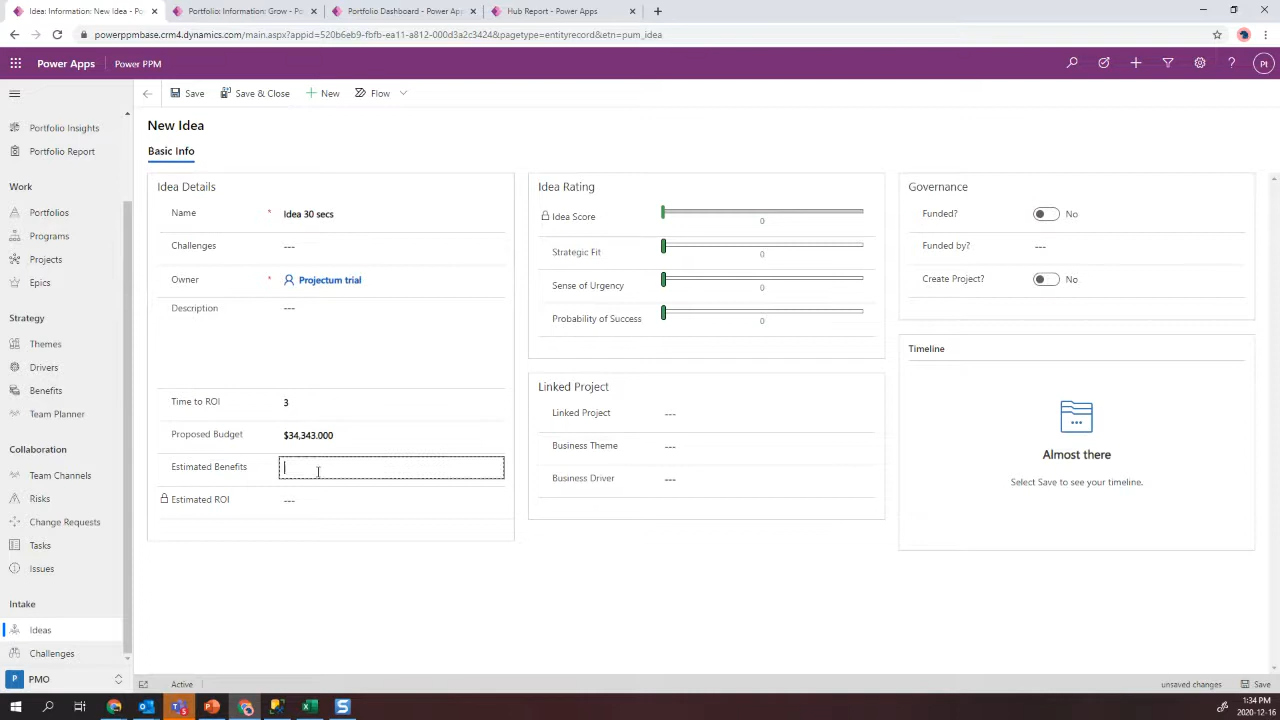 Idea: Information: New Idea - Po
Portfolio: Information: Grow - Po
Portfolio Dashboard - Power Ap
Hub Report - Power Apps
powerppmbase.crm4.dynamics.com/main.aspx?appid=520b6eb9-fbfb-ea11-a812-000d3a2c3424&pagetype=entityrecord&etn=pum_idea
Power Apps
Power PPM
PI
Save
Save & Close
New
Flow
Portfolio Insights
Portfolio Report
Work
Portfolios
Programs
Projects
Epics
Strategy
Themes
Drivers
Benefits
Team Planner
Collaboration
Team Channels
Risks
Change Requests
Tasks
Issues
Intake
Ideas
Challenges
P PMO
New Idea
Basic Info
Idea Details
Name * Idea 30 secs
Challenges ---
Owner * Projectum trial
Description ---
Time to ROI 3
Proposed Budget $34,343.000
Estimated Benefits
Estimated ROI ---
Idea Rating
Idea Score 0
Strategic Fit 0
Sense of Urgency 0
Probability of Success 0
Linked Project
Linked Project ---
Business Theme ---
Business Driver ---
Governance
Funded? No
Funded by? ---
Create Project? No
Timeline
Almost there
Select Save to see your timeline.
Active
unsaved changes
Save
1:34 PM
2020-12-16